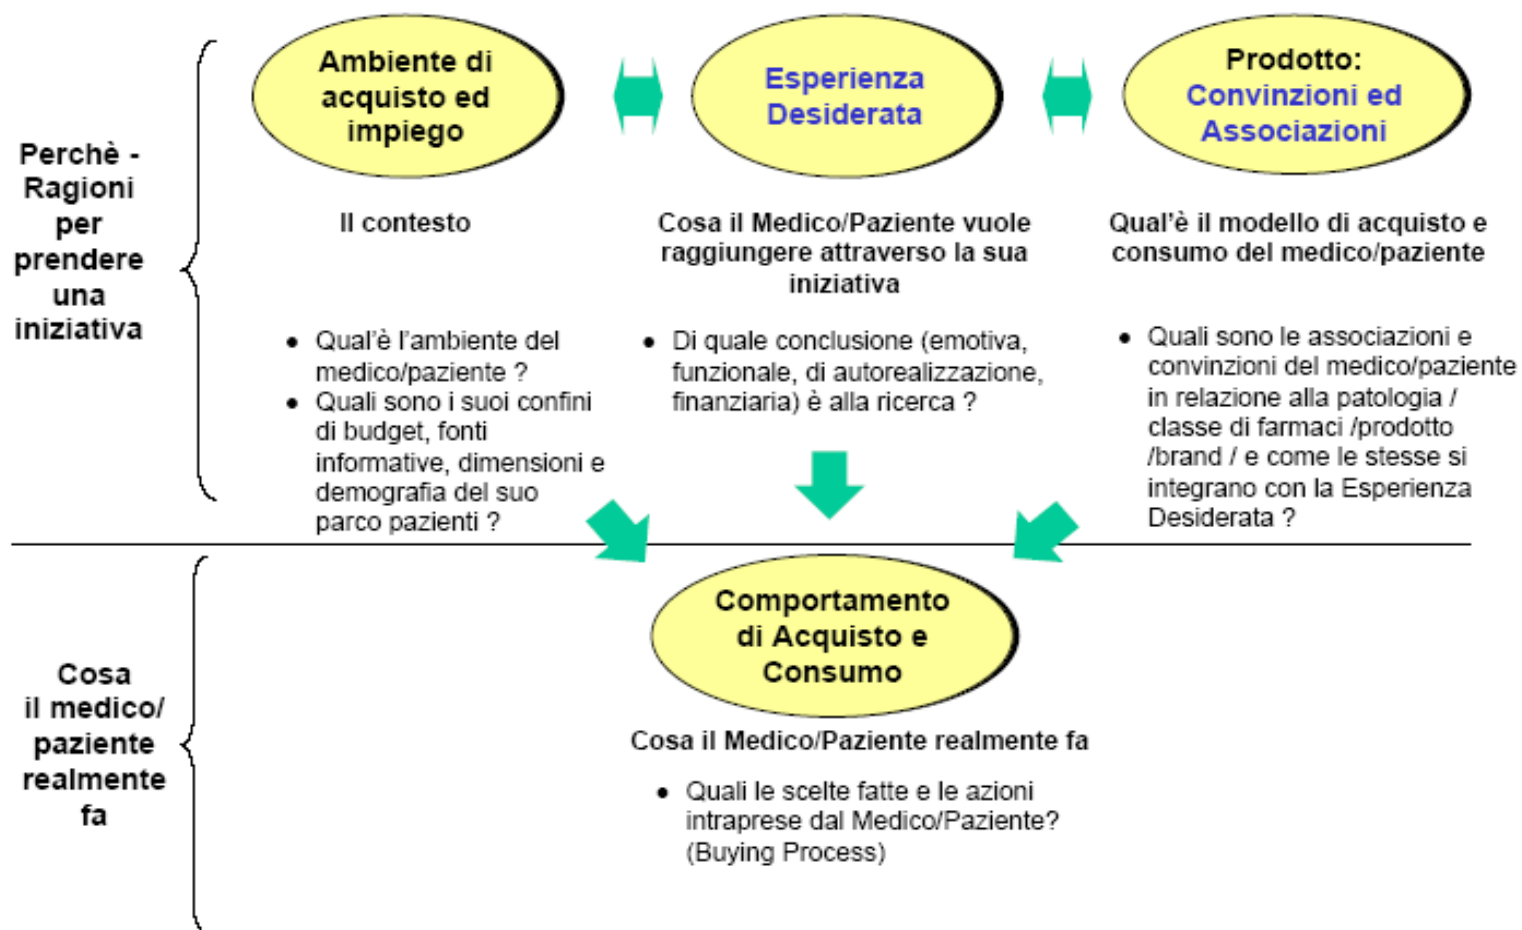 Perchè -
Ragioni
per
prendere
una
iniziativa
Ambiente di
acquisto ed
impiego
Il contesto
● Qual'è l'ambiente del
medico/paziente ?
● Quali sono i suoi confini
di budget, fonti
informative, dimensioni e
demografia del suo
parco pazienti ?
Esperienza
Desiderata
Cosa il Medico/Paziente vuole
raggiungere attraverso la sua
iniziativa
● Di quale conclusione (emotiva,
funzionale, di autorealizzazione,
finanziaria) è alla ricerca ?
Prodotto:
Convinzioni ed
Associazioni
Qual'è il modello di acquisto e
consumo del medico/paziente
● Quali sono le associazioni e
convinzioni del medico/paziente
in relazione alla patologia /
classe di farmaci /prodotto
/brand / e come le stesse si
integrano con la Esperienza
Desiderata ?
Cosa
il medico/
paziente
realmente
fa
Comportamento
di Acquisto e
Consumo
Cosa il Medico/Paziente realmente fa
● Quali le scelte fatte e le azioni
intraprese dal Medico/Paziente?
(Buying Process)